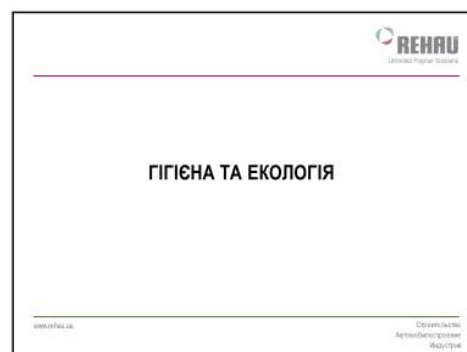 REHAU
Unlimited Polymer Solutions
ГІГІЄНА ТА ЕКОЛОГІЯ
www.rehau.ua
Строительство
Автомобилестроение
Индустрия